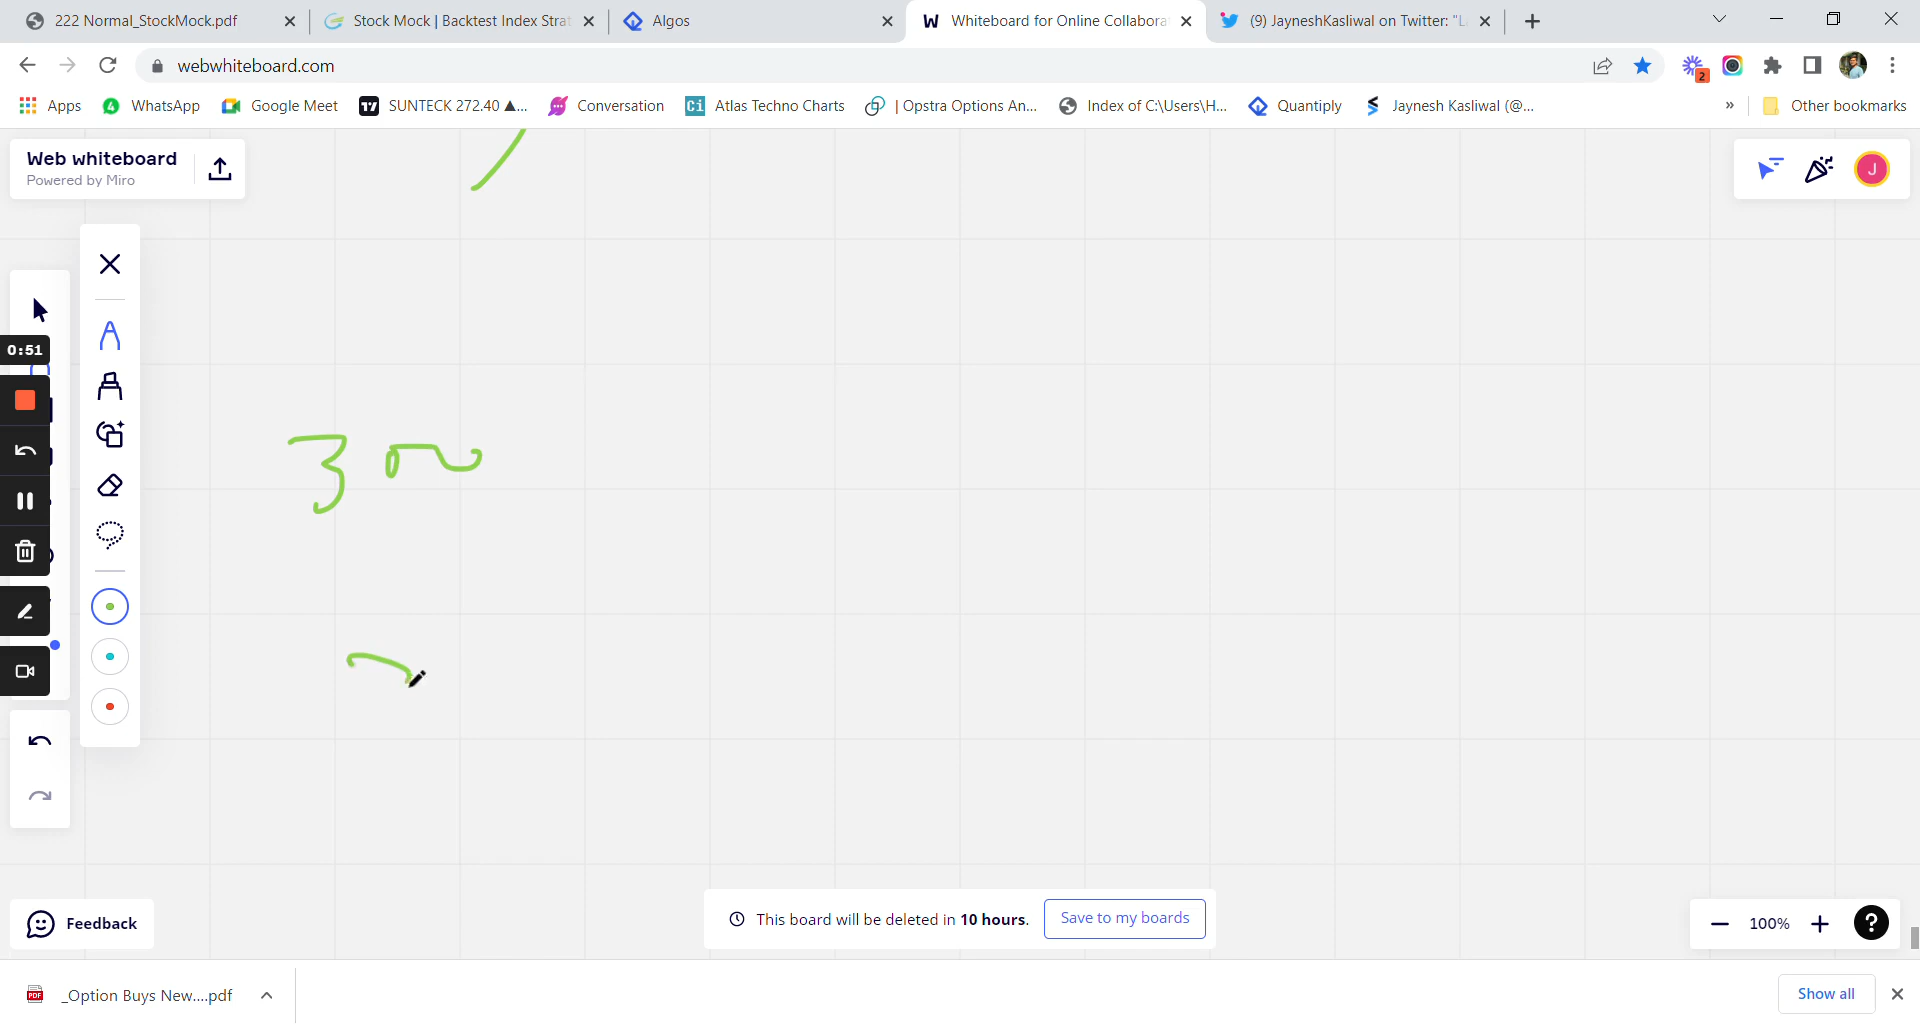 222 Normal_StockMock.pdf
Stock Mock | Backtest Index Strat
Algos
Whiteboard for Online Collabora
(9) JayneshKasliwal on Twitter: "L
webwhiteboard.com
2
Apps
WhatsApp
Google Meet
SUNTECK 272.40 ▲...
Conversation
Atlas Techno Charts
| Opstra Options An...
Index of C:\Users\H...
Quantiply
Jaynesh Kasliwal (@...
»
Other bookmarks
Web whiteboard
Powered by Miro
J
0:51
3
Feedback
This board will be deleted in 10 hours.
Save to my boards
100%
_Option Buys New....pdf
Show all